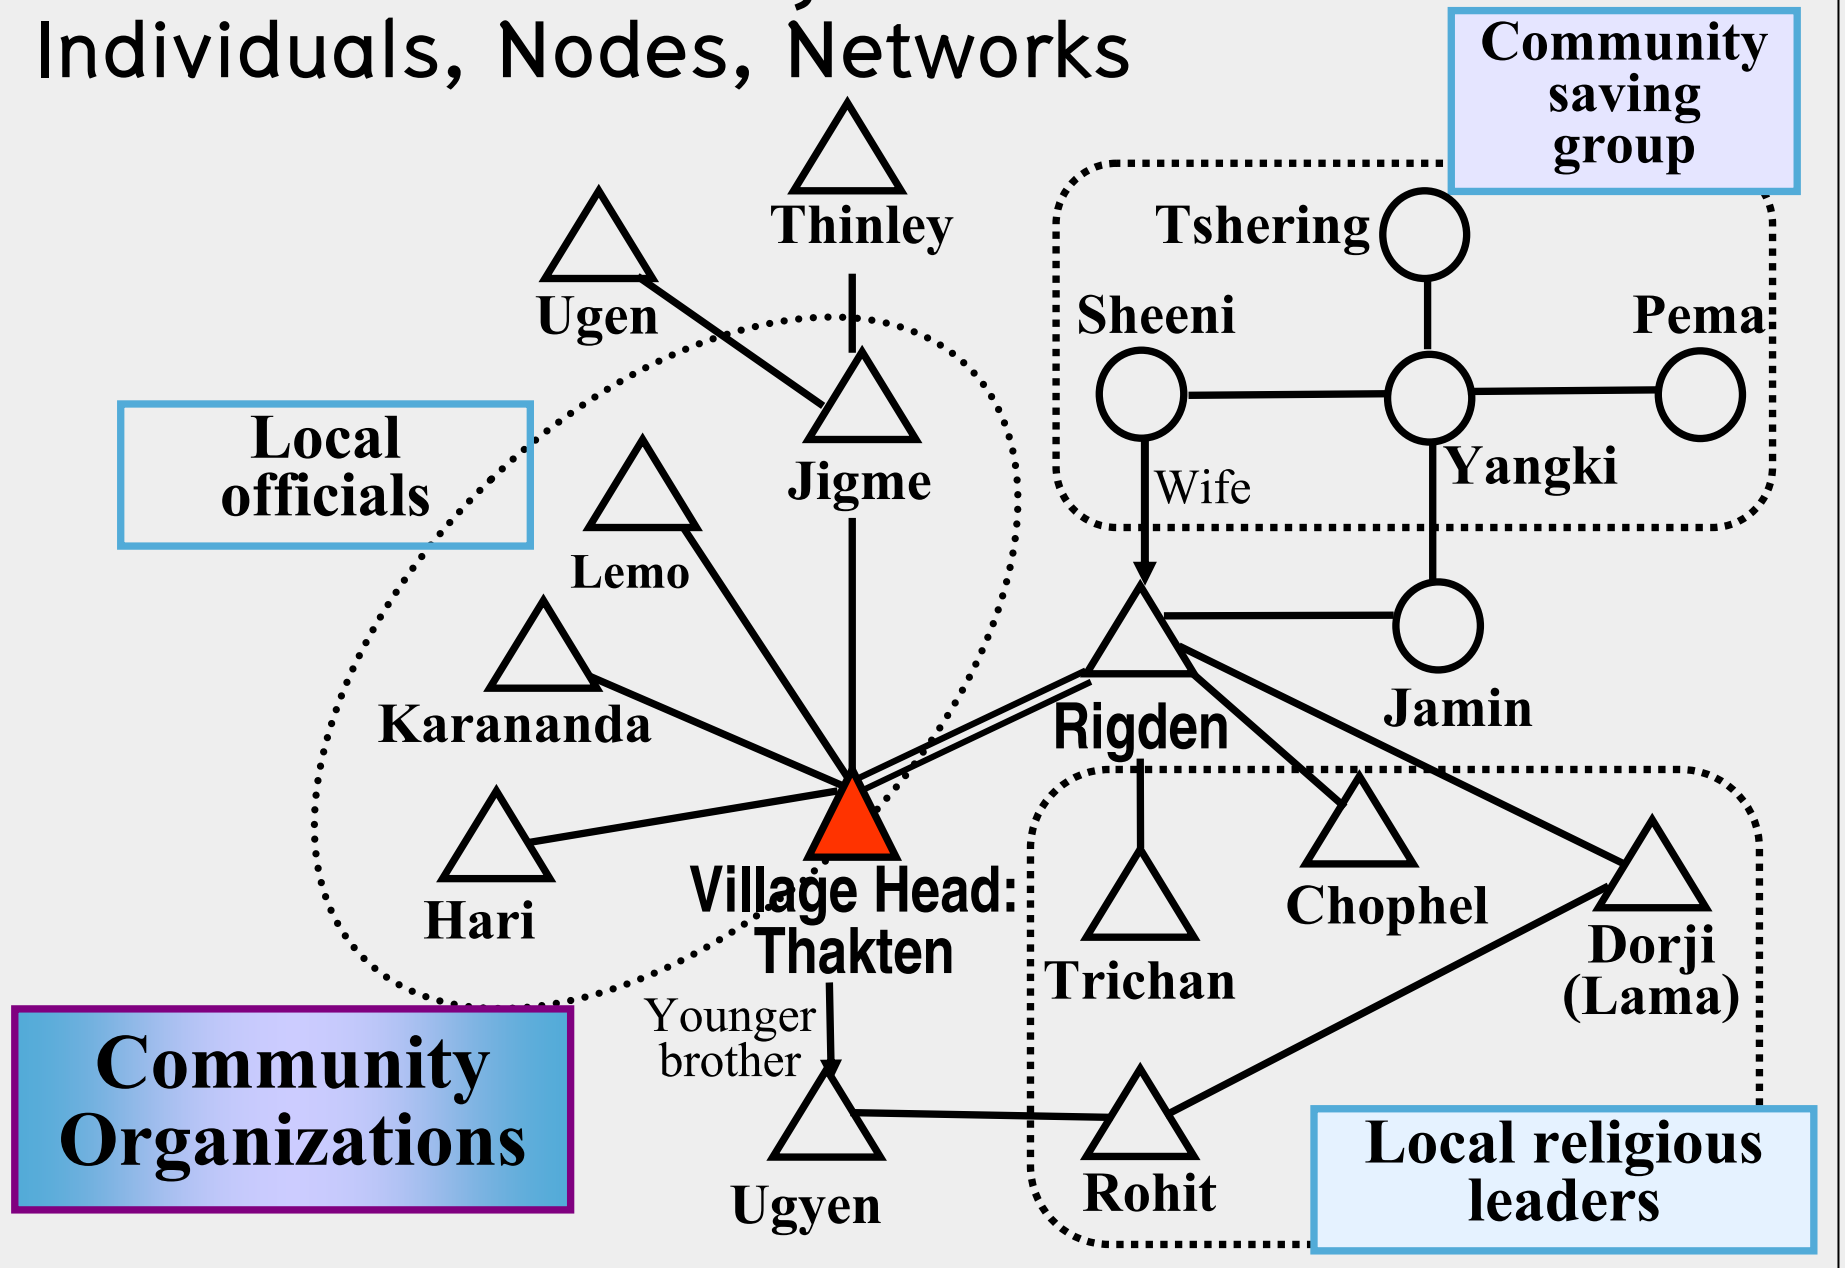 Individuals, Nodes, Networks
Community
saving
group
Thinley
Tshering
Ugen
Sheeni
Pema
Local
officials
Jigme
Yangki
Wife
Lemo
Karananda
Rigden
Jamin
Hari
Village Head:
Thakten
Chophel
Trichan
Dorji
(Lama)
Younger
brother
Community
Organizations
Ugyen
Rohit
Local religious
leaders